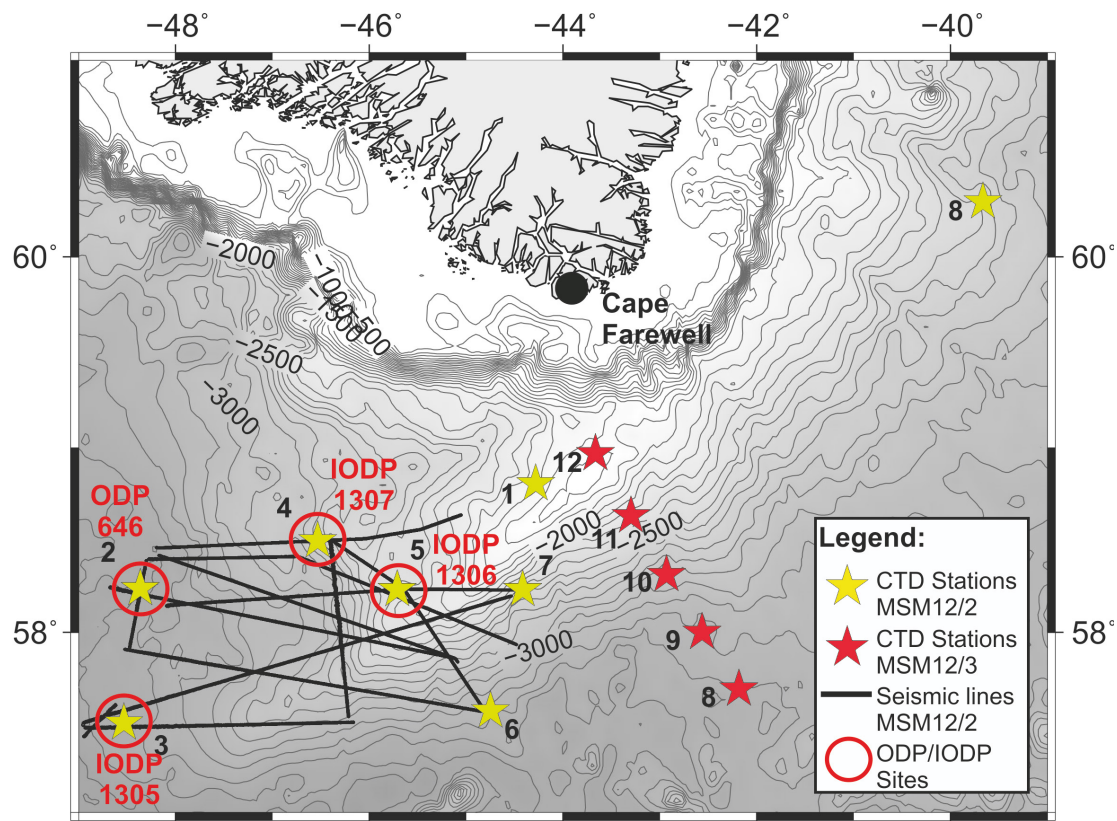 −48° −46° −44° −42° −40°
60°
60°
58°
58°
8
−2000
−1000
−1500
−500
−2500
−3000
Cape
Farewell
12
1
11
−2000
−2500
10
9
8
IODP
1307
4
ODP
646
2
5
IODP
1306
7
−3000
6
3
IODP
1305
Legend:
CTD Stations
MSM12/2
CTD Stations
MSM12/3
Seismic lines
MSM12/2
ODP/IODP
Sites